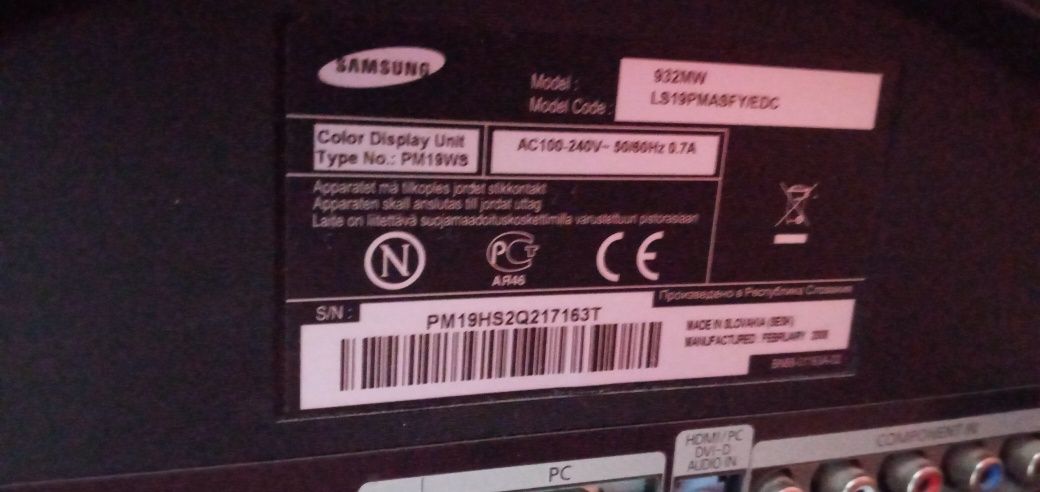 SAMSUNG
Model : 932MW
Model Code : LS19PMASFY/EDC
Color Display Unit
Type No.: PM19WS
AC100-240V~ 50/60Hz 0.7A
Apparatet må tilkoples jordet stikkontakt
Apparaten skall anslutas till jordat uttag
Laite on liitettävä suojamaadoituskoskettimilla varustettuun pistorasiaan
N
PCT
AR46
CE
Произведено в Республика Словакия
S/N :
PM19HS2Q217163T
MADE IN SLOVAKIA (SESK)
MANUFACTURED FEBRUARY 2008
PC
HDMI/PC
DVI-D
AUDIO IN
COMPONENT IN